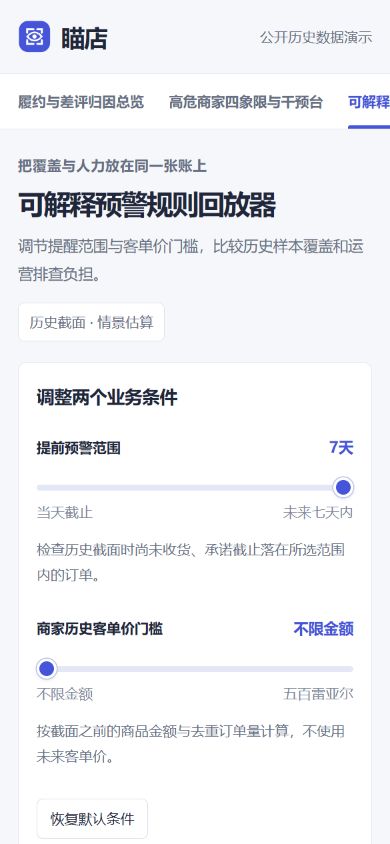 瞄店
公开历史数据演示
履约与差评归因总览
高危商家四象限与干预台
可解释
把覆盖与人力放在同一张账上
可解释预警规则回放器
调节提醒范围与客单价门槛，比较历史样本覆盖和运
营排查负担。
历史截面 · 情景估算
调整两个业务条件
提前预警范围
7天
当天截止
未来七天内
检查历史截面时尚未收货、承诺截止落在所选范围
内的订单。
商家历史客单价门槛
不限金额
不限金额
五百雷亚尔
按截面之前的商品金额与去重订单量计算，不使用
未来客单价。
恢复默认条件